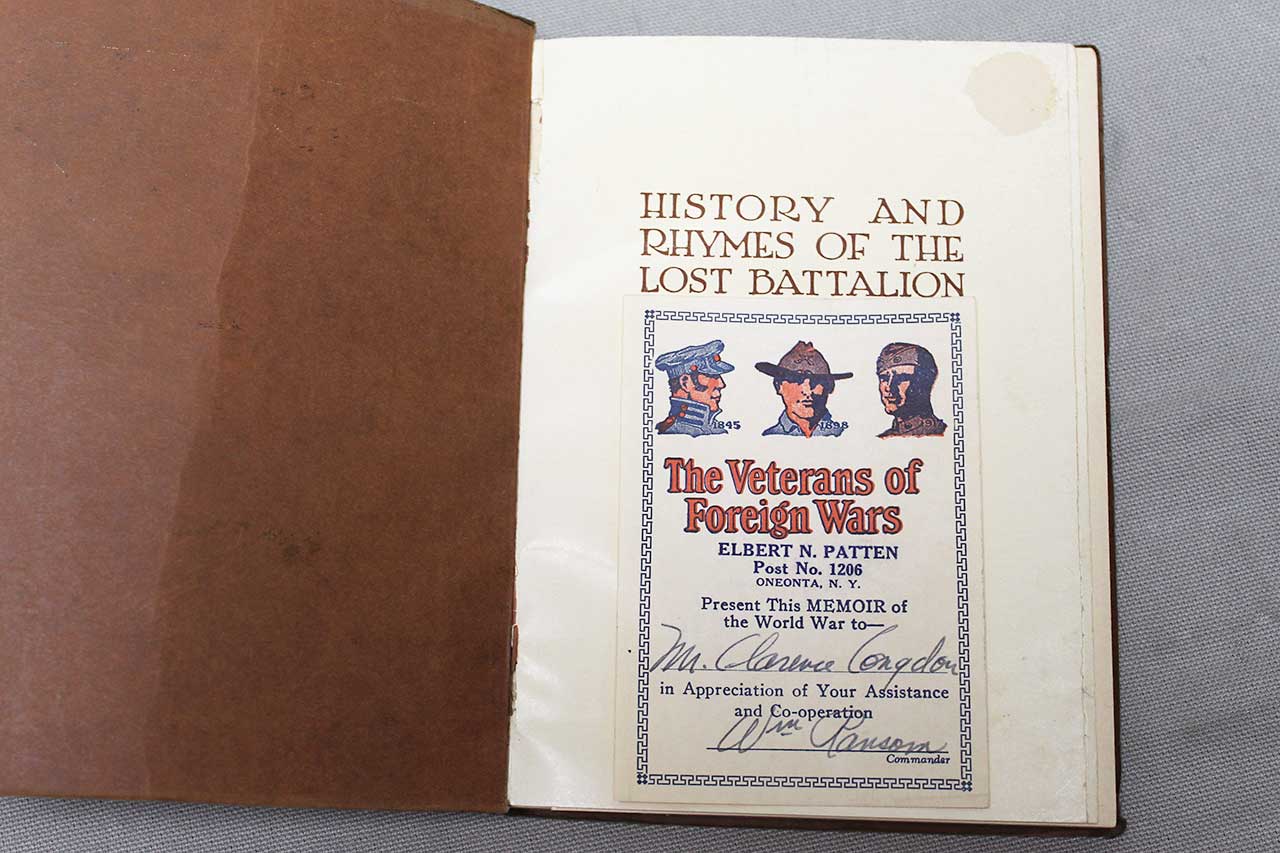 HISTORY AND
RHYMES OF THE
LOST BATTALION
1845 1898
The Veterans of
Foreign Wars
ELBERT N. PATTEN
Post No. 1206
ONEONTA, N. Y.
Present This MEMOIR of
the World War to—
Mr. Clarence Congdon
in Appreciation of Your Assistance
and Co-operation
Wm Ransom
Commander